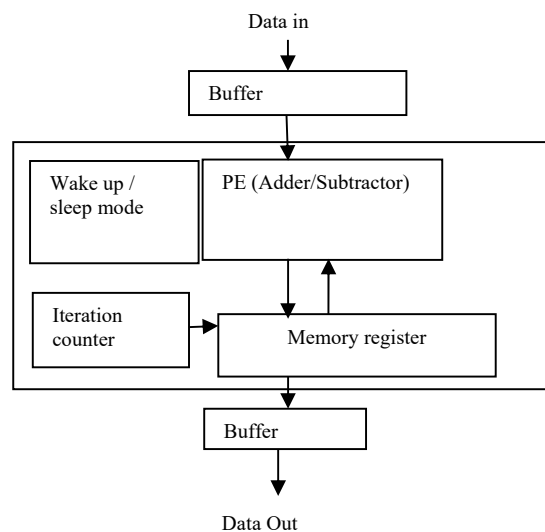 Data in
Buffer
Wake up /
sleep mode
PE (Adder/Subtractor)
Iteration
counter
Memory register
Buffer
Data Out